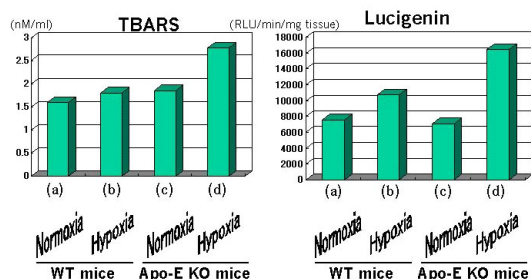 (nM/ml) TBARS
3
2.5
2
1.5
1
0.5
0
(a) (b) (c) (d)
Normoxia Hypoxia Normoxia Hypoxia
WT mice Apo-E KO mice
(RLU/min/mg tissue) Lucigenin
18000
16000
14000
12000
10000
8000
6000
4000
2000
0
(a) (b) (c) (d)
Normoxia Hypoxia Normoxia Hypoxia
WT mice Apo-E KO mice